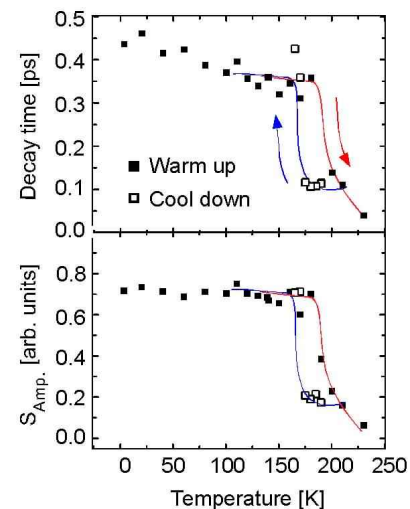 0.5
0.4
0.3
0.2
0.1
0.0
Decay time [ps]
Warm up
Cool down
0.8
0.6
0.4
0.2
0.0
S Amp. [arb. units]
0 50 100 150 200 250
Temperature [K]